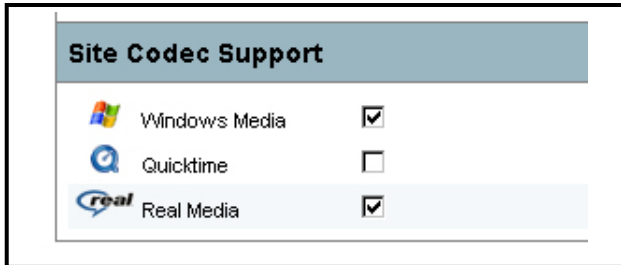 Site Codec Support
Windows Media
Quicktime
real Real Media